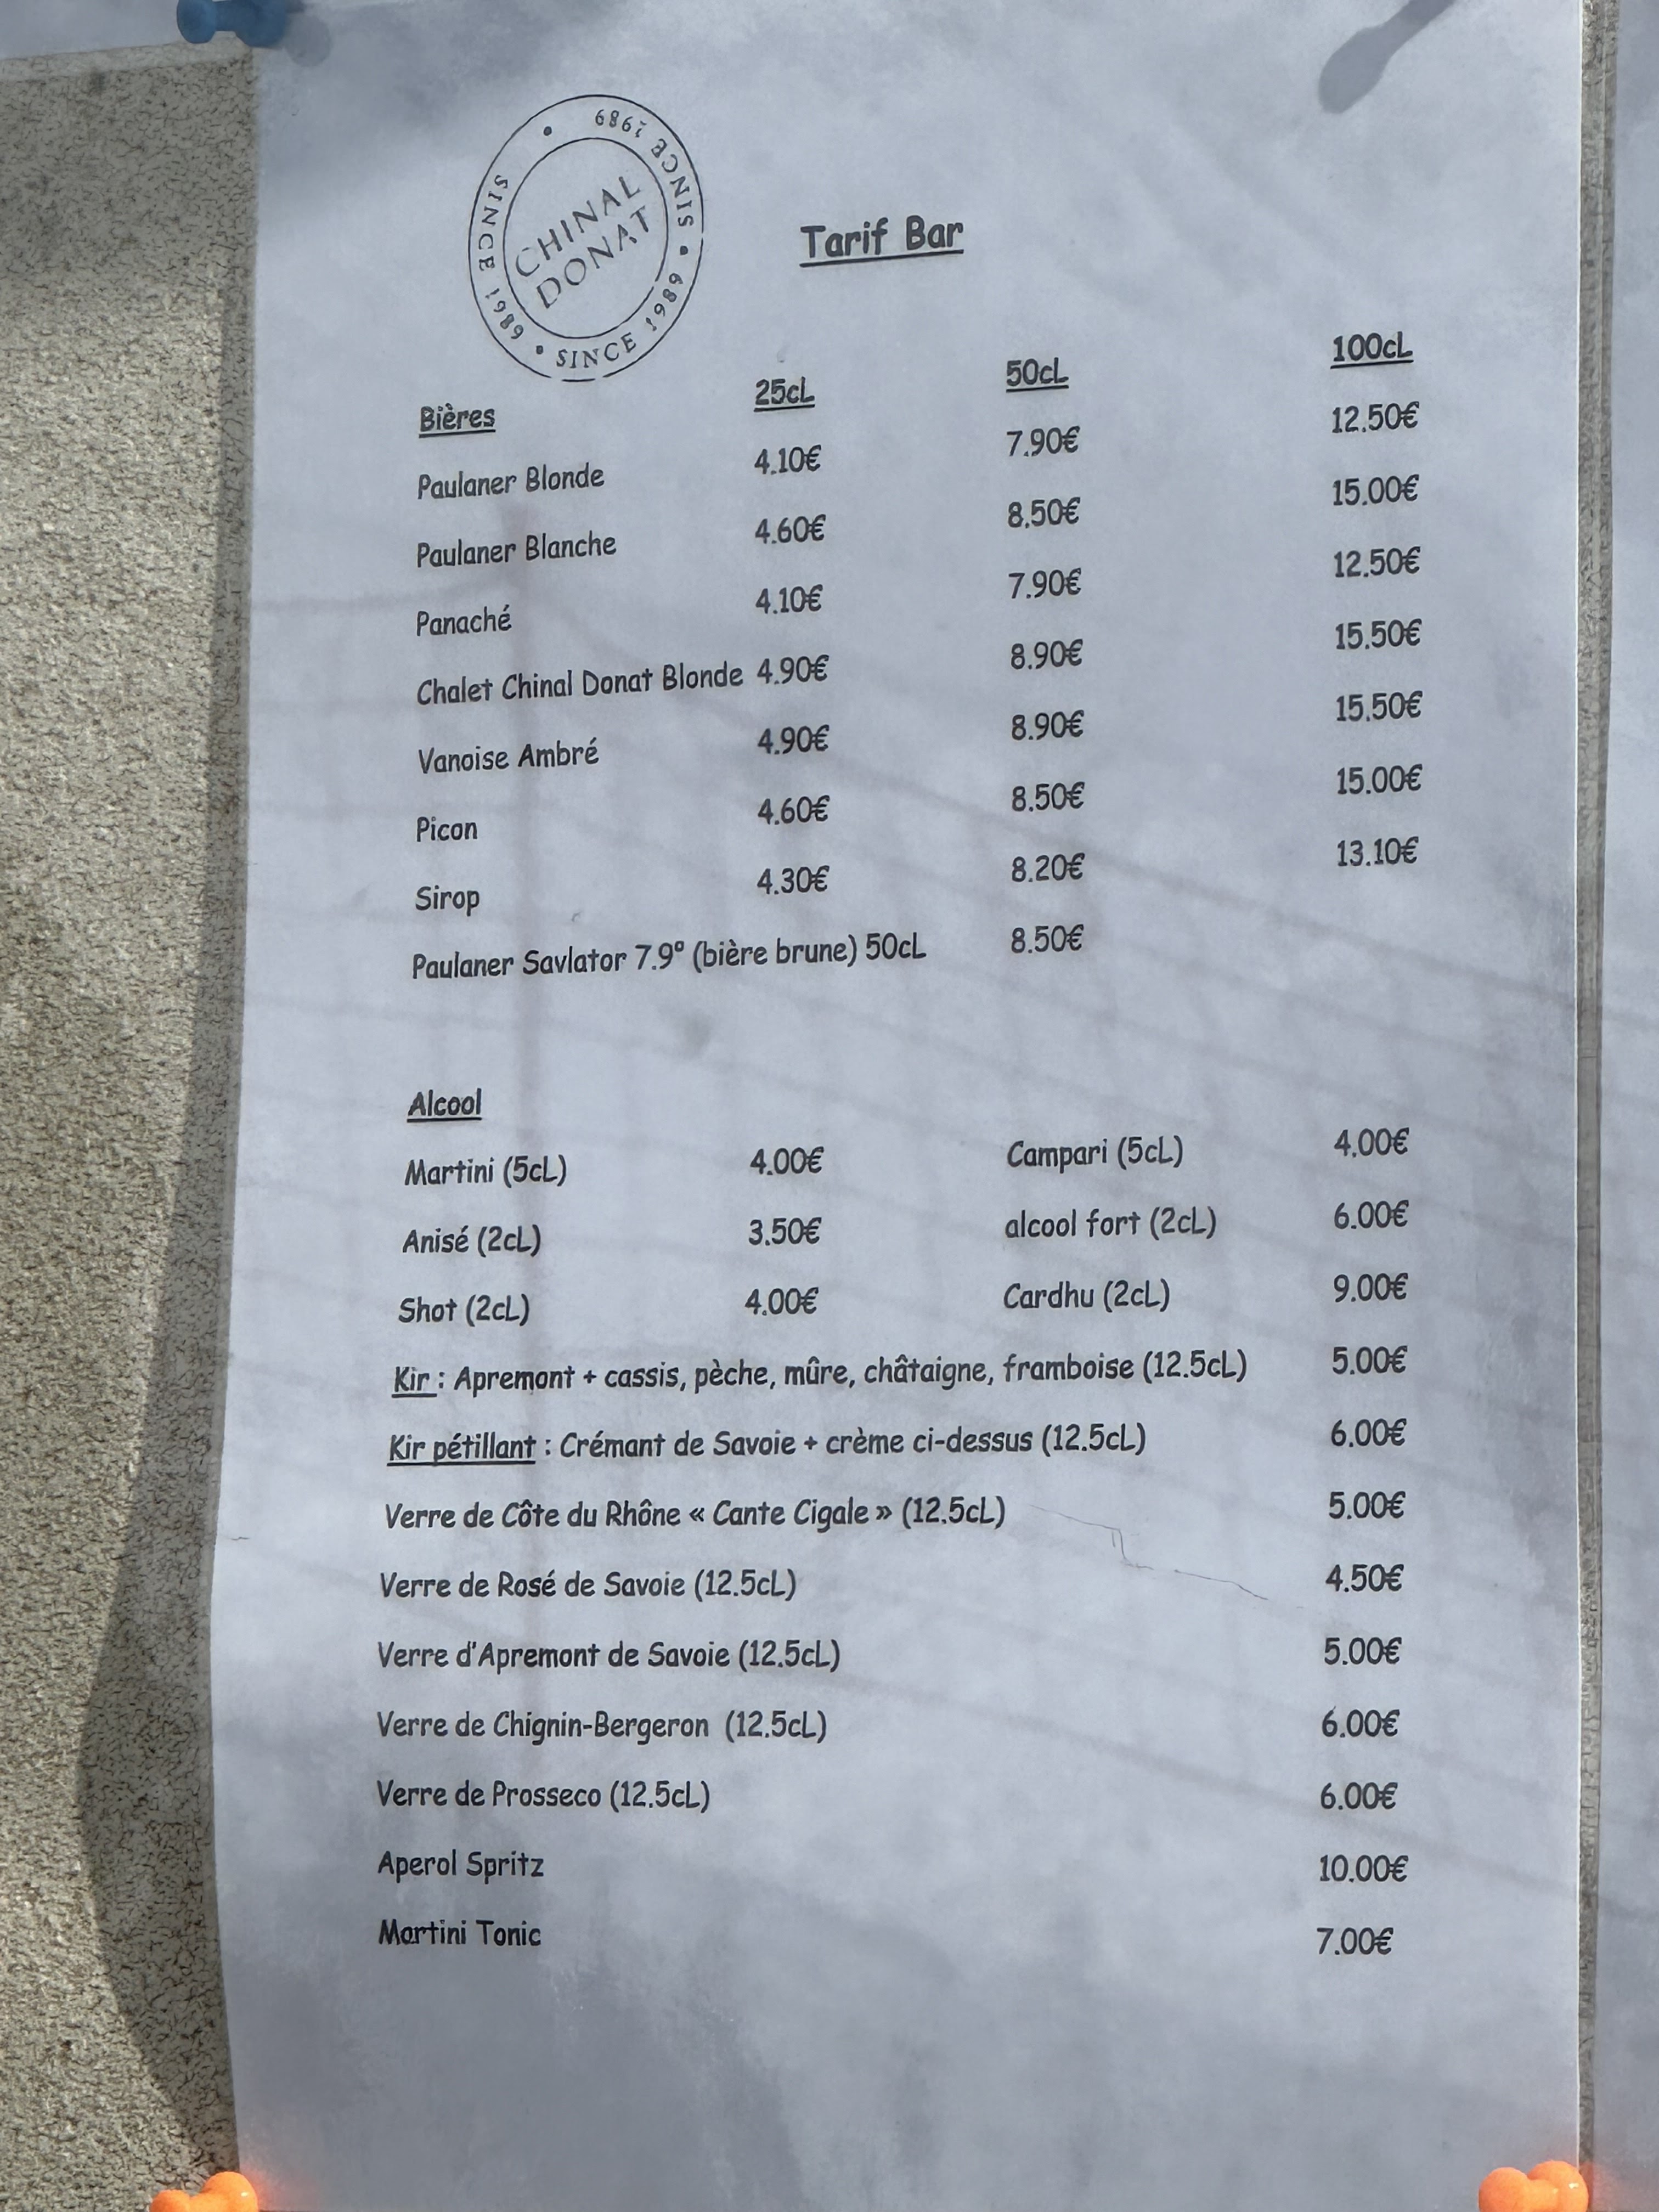 SINCE 1989 • SINCE 1989 • SINCE 1989 •
CHINAL
DONAT
Tarif Bar
Bières 25cL 50cL 100cL
Paulaner Blonde 4.10€ 7.90€ 12.50€
Paulaner Blanche 4.60€ 8.50€ 15.00€
Panaché 4.10€ 7.90€ 12.50€
Chalet Chinal Donat Blonde 4.90€ 8.90€ 15.50€
Vanoise Ambré 4.90€ 8.90€ 15.50€
Picon 4.60€ 8.50€ 15.00€
Sirop 4.30€ 8.20€ 13.10€
Paulaner Savlator 7.9° (bière brune) 50cL 8.50€
Alcool
Martini (5cL) 4.00€ Campari (5cL) 4.00€
Anisé (2cL) 3.50€ alcool fort (2cL) 6.00€
Shot (2cL) 4.00€ Cardhu (2cL) 9.00€
Kir : Apremont + cassis, pèche, mûre, châtaigne, framboise (12.5cL) 5.00€
Kir pétillant : Crémant de Savoie + crème ci-dessus (12.5cL) 6.00€
Verre de Côte du Rhône « Cante Cigale » (12.5cL) 5.00€
Verre de Rosé de Savoie (12.5cL) 4.50€
Verre d'Apremont de Savoie (12.5cL) 5.00€
Verre de Chignin-Bergeron (12.5cL) 6.00€
Verre de Prosseco (12.5cL) 6.00€
Aperol Spritz 10.00€
Martini Tonic 7.00€